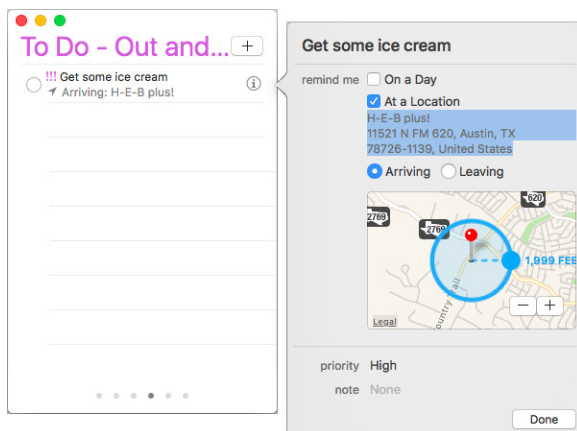 To Do - Out and... +
!!! Get some ice cream
Arriving: H-E-B plus!
Get some ice cream
remind me On a Day
At a Location
H-E-B plus!
11521 N FM 620, Austin, TX
78726-1139, United States
Arriving Leaving
620
2769
2769
1,999 FEE
ountry Trail
Legal
− +
priority High
note None
Done